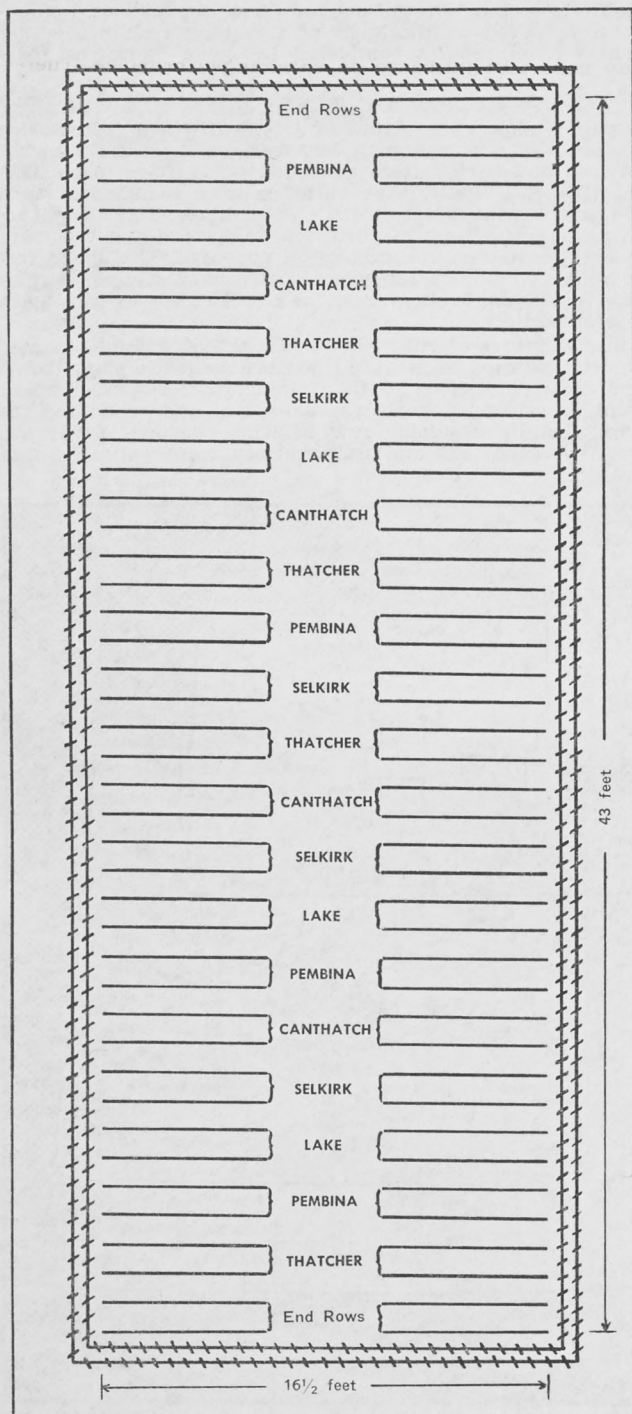 End Rows
PEMBINA
LAKE
CANTHATCH
THATCHER
SELKIRK
LAKE
CANTHATCH
THATCHER
PEMBINA
SELKIRK
THATCHER
CANTHATCH
SELKIRK
LAKE
PEMBINA
CANTHATCH
SELKIRK
LAKE
PEMBINA
THATCHER
End Rows
43 feet
16½ feet